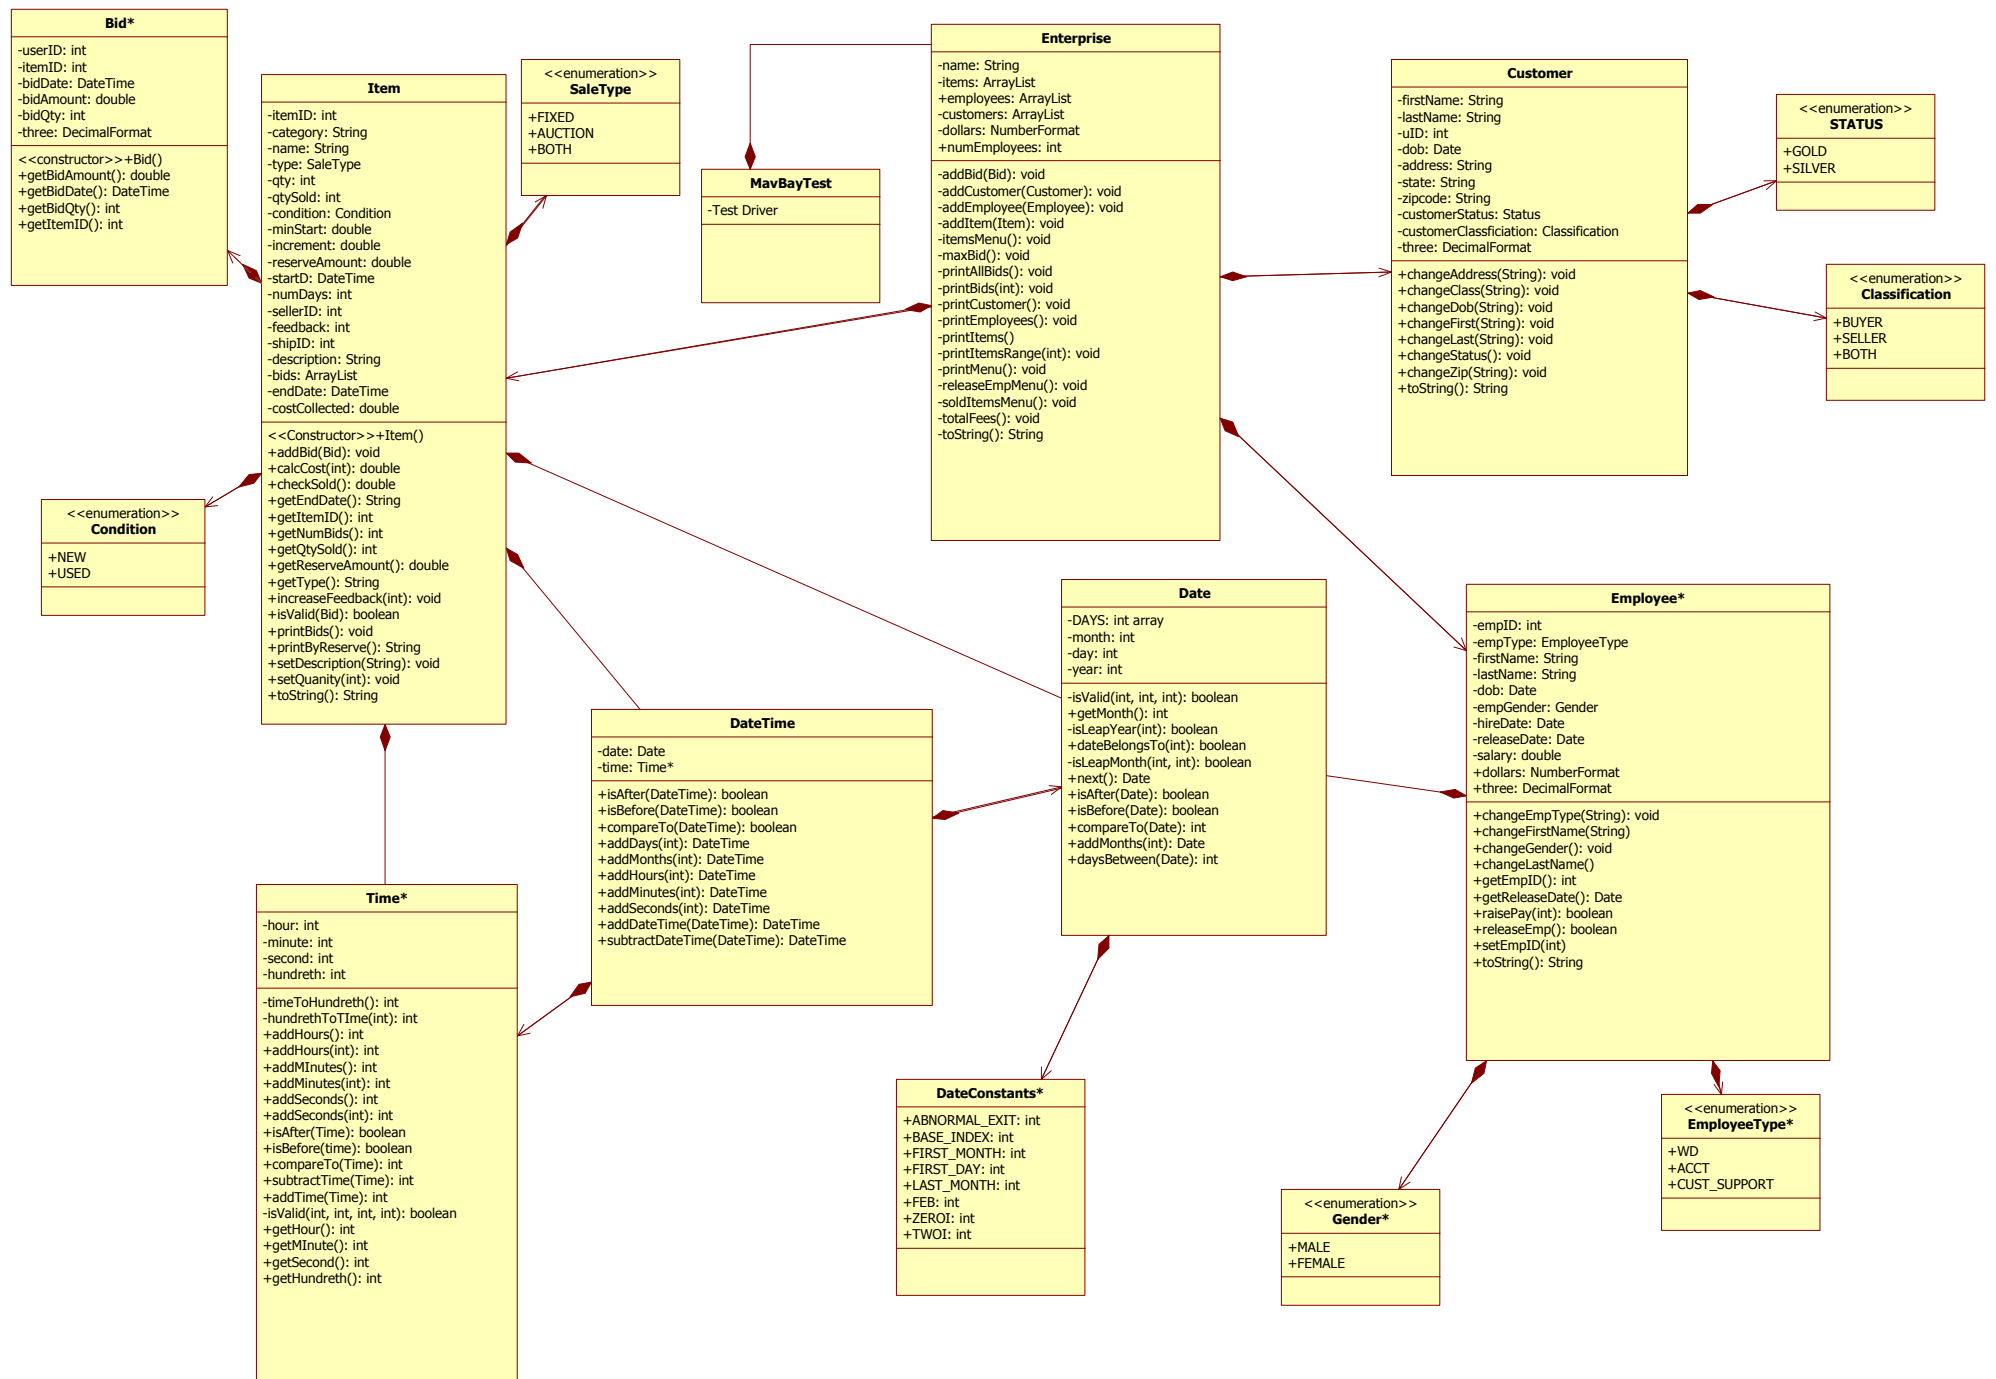 Bid*
-userID: int
-itemID: int
-bidDate: DateTime
-bidAmount: double
-bidQty: int
-three: DecimalFormat
<<constructor>>+Bid()
+getBidAmount(): double
+getBidDate(): DateTime
+getBidQty(): int
+getItemID(): int
Item
-itemID: int
-category: String
-name: String
-type: SaleType
-qty: int
-qtySold: int
-condition: Condition
-minStart: double
-increment: double
-reserveAmount: double
-startD: DateTime
-numDays: int
-sellerID: int
-feedback: int
-shipID: int
-description: String
-bids: ArrayList
-endDate: DateTime
-costCollected: double
<<Constructor>>+Item()
+addBid(Bid): void
+calcCost(int): double
+checkSold(): double
+getEndDate(): String
+getItemID(): int
+getNumBids(): int
+getQtySold(): int
+getReserveAmount(): double
+getType(): String
+increaseFeedback(int): void
+isValid(Bid): boolean
+printBids(): void
+printByReserve(): String
+setDescription(String): void
+setQuanity(int): void
+toString(): String
<<enumeration>>
SaleType
+FIXED
+AUCTION
+BOTH
MavBayTest
-Test Driver
Enterprise
-name: String
-items: ArrayList
+employees: ArrayList
-customers: ArrayList
-dollars: NumberFormat
+numEmployees: int
-addBid(Bid): void
-addCustomer(Customer): void
-addEmployee(Employee): void
-addItem(Item): void
-itemsMenu(): void
-maxBid(): void
-printAllBids(): void
-printBids(int): void
-printCustomer(): void
-printEmployees(): void
-printItems()
-printItemsRange(int): void
-printMenu(): void
-releaseEmpMenu(): void
-soldItemsMenu(): void
-totalFees(): void
-toString(): String
Customer
-firstName: String
-lastName: String
-uID: int
-dob: Date
-address: String
-state: String
-zipcode: String
-customerStatus: Status
-customerClassficiation: Classification
-three: DecimalFormat
+changeAddress(String): void
+changeClass(String): void
+changeDob(String): void
+changeFirst(String): void
+changeLast(String): void
+changeStatus(): void
+changeZip(String): void
+toString(): String
<<enumeration>>
STATUS
+GOLD
+SILVER
<<enumeration>>
Classification
+BUYER
+SELLER
+BOTH
<<enumeration>>
Condition
+NEW
+USED
DateTime
-date: Date
-time: Time*
+isAfter(DateTime): boolean
+isBefore(DateTime): boolean
+compareTo(DateTime): boolean
+addDays(int): DateTime
+addMonths(int): DateTime
+addHours(int): DateTime
+addMinutes(int): DateTime
+addSeconds(int): DateTime
+addDateTime(DateTime): DateTime
+subtractDateTime(DateTime): DateTime
Date
-DAYS: int array
-month: int
-day: int
-year: int
-isValid(int, int, int): boolean
+getMonth(): int
-isLeapYear(int): boolean
+dateBelongsTo(int): boolean
-isLeapMonth(int, int): boolean
+next(): Date
+isAfter(Date): boolean
+isBefore(Date): boolean
+compareTo(Date): int
+addMonths(int): Date
+daysBetween(Date): int
Employee*
-empID: int
-empType: EmployeeType
-firstName: String
-lastName: String
-dob: Date
-empGender: Gender
-hireDate: Date
-releaseDate: Date
-salary: double
+dollars: NumberFormat
+three: DecimalFormat
+changeEmpType(String): void
+changeFirstName(String)
+changeGender(): void
+changeLastName()
+getEmpID(): int
+getReleaseDate(): Date
+raisePay(int): boolean
+releaseEmp(): boolean
+setEmpID(int)
+toString(): String
Time*
-hour: int
-minute: int
-second: int
-hundreth: int
-timeToHundreth(): int
-hundrethToTIme(int): int
+addHours(): int
+addHours(int): int
+addMInutes(): int
+addMinutes(int): int
+addSeconds(): int
+addSeconds(int): int
+isAfter(Time): boolean
+isBefore(time): boolean
+compareTo(Time): int
+subtractTime(Time): int
+addTime(Time): int
-isValid(int, int, int, int): boolean
+getHour(): int
+getMInute(): int
+getSecond(): int
+getHundreth(): int
DateConstants*
+ABNORMAL_EXIT: int
+BASE_INDEX: int
+FIRST_MONTH: int
+FIRST_DAY: int
+LAST_MONTH: int
+FEB: int
+ZEROI: int
+TWOI: int
<<enumeration>>
Gender*
+MALE
+FEMALE
<<enumeration>>
EmployeeType*
+WD
+ACCT
+CUST_SUPPORT